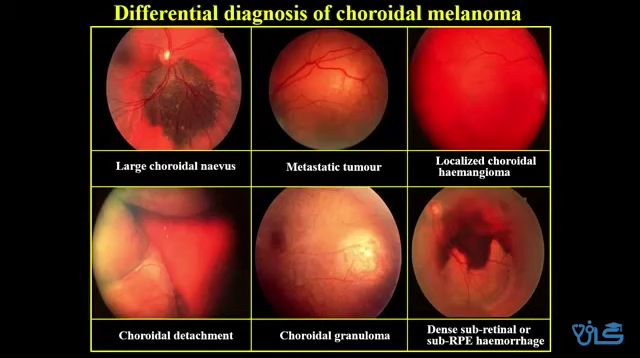 Differential diagnosis of choroidal melanoma
Large choroidal naevus
Metastatic tumour
Localized choroidal
haemangioma
Choroidal detachment
Choroidal granuloma
Dense sub-retinal or
sub-RPE haemorrhage